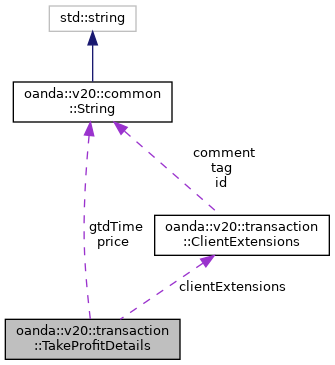 std::string
oanda::v20::common
::String
comment
tag
id
oanda::v20::transaction
::ClientExtensions
gtdTime
price
clientExtensions
oanda::v20::transaction
::TakeProfitDetails